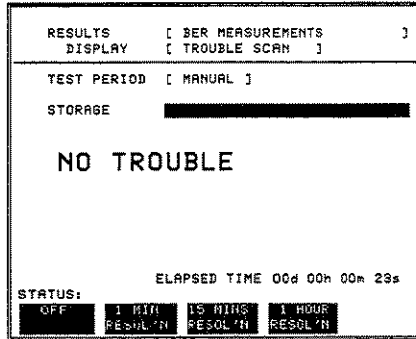 RESULTS [ BER MEASUREMENTS ]
DISPLAY [ TROUBLE SCAN ]
TEST PERIOD [ MANUAL ]
STORAGE
NO TROUBLE
ELAPSED TIME 00d 00h 00m 23s
STATUS:
OFF 1 MIN 15 MINS 1 HOUR
RESOL'N RESOL'N RESOL'N